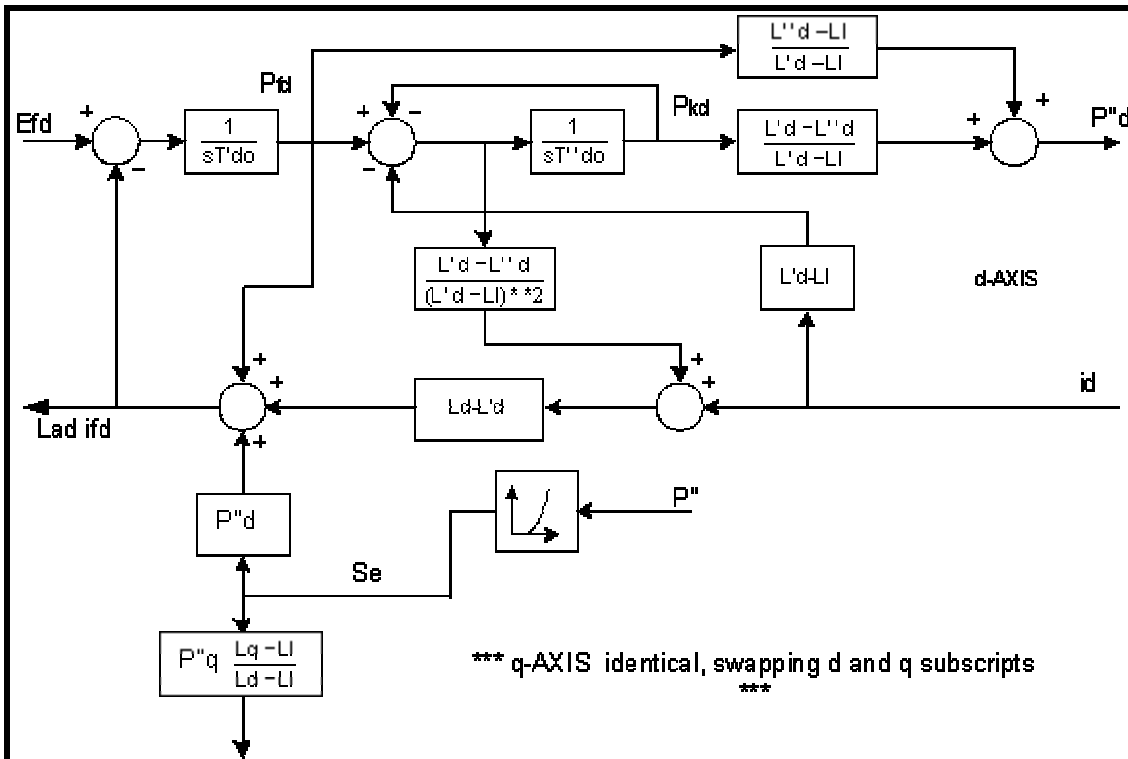 L''d –Ll
L'd –Ll
Pfd
Efd
+
–
1
sT'do
+
–
–
1
sT''do
Pkd
L'd –L''d
L'd –Ll
+
+
P"d
L'd –L''d
(L'd –Ll)**2
L'd-Ll
d-AXIS
+
+
+
Ld-L'd
+
+
id
Lad ifd
P"d
P"
Se
P"q Lq –Ll
Ld –Ll
*** q-AXIS identical, swapping d and q subscripts
***